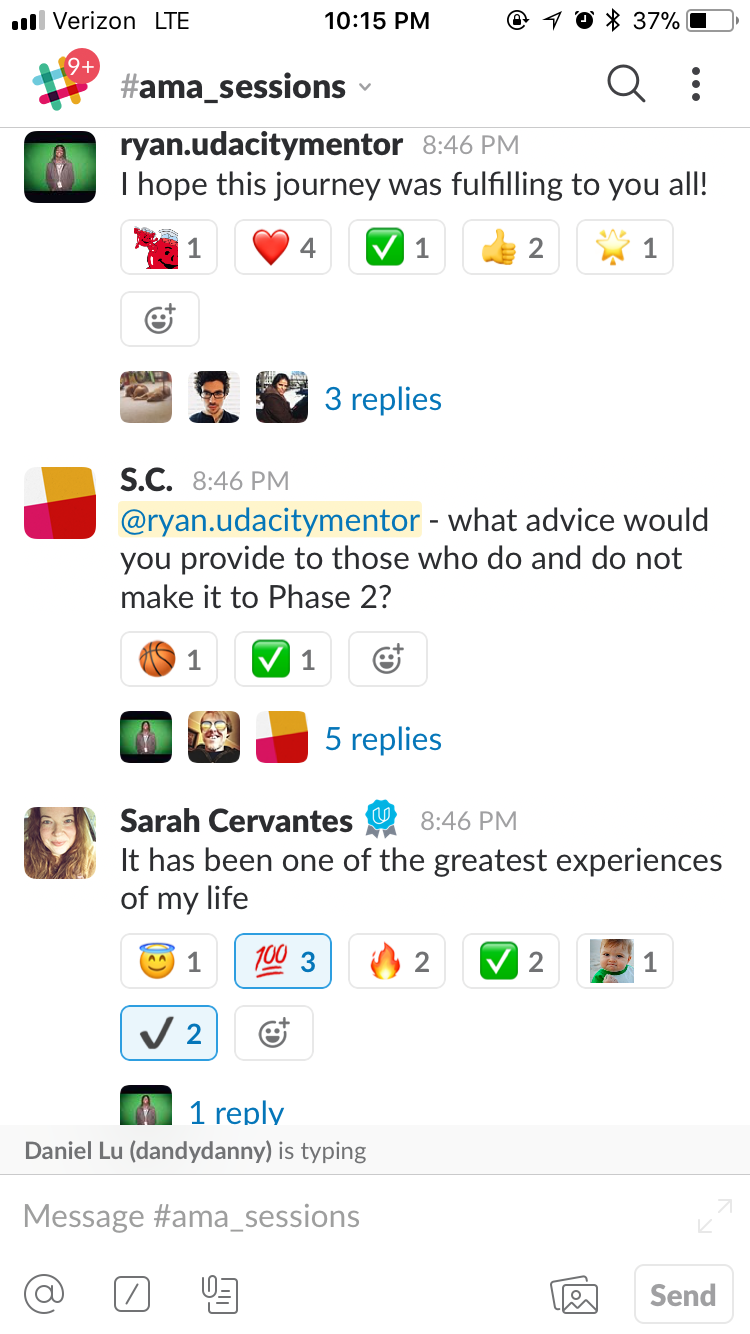 Verizon LTE 10:15 PM 37%
9+ #ama_sessions
ryan.udacitymentor 8:46 PM
I hope this journey was fulfilling to you all!
1 4 1 2 1
3 replies
S.C. 8:46 PM
@ryan.udacitymentor - what advice would
you provide to those who do and do not
make it to Phase 2?
1 1
5 replies
Sarah Cervantes 8:46 PM
It has been one of the greatest experiences
of my life
1 100 3 2 2 1
2
1 reply
Daniel Lu (dandydanny) is typing
Message #ama_sessions
@ / Send